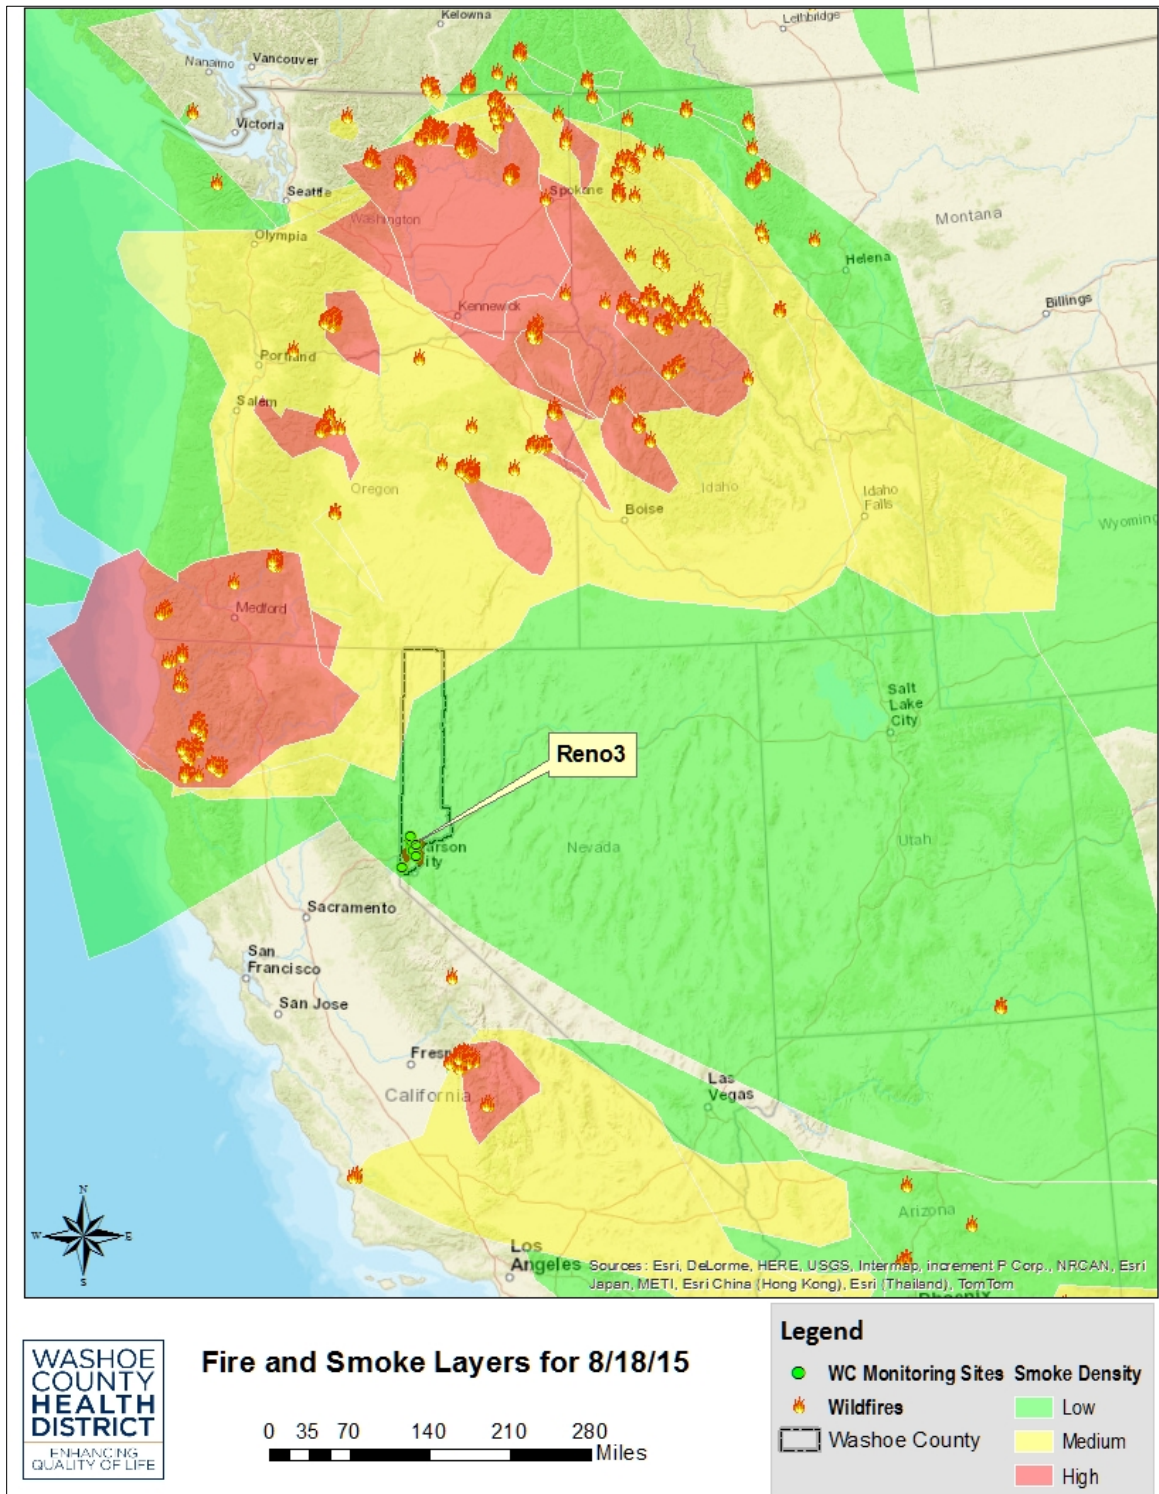 Kelowna
Lethbridge
Nanaimo
Vancouver
Victoria
Seattle
Spokane
Washington
Montana
Olympia
Helena
Kennewick
Billings
Portland
Salem
Oregon
Idaho
Idaho
Falls
Boise
Wyoming
Medford
Salt
Lake
City
Reno3
arson
ity
Nevada
Utah
Sacramento
San
Francisco
San Jose
Fres
California
Las
Vegas
N
W
E
S
Arizona
Los
Angeles
Sources: Esri, DeLorme, HERE, USGS, Intermap, increment P Corp., NRCAN, Esri
Japan, METI, Esri China (Hong Kong), Esri (Thailand), TomTom
Phoenix
WASHOE
COUNTY
HEALTH
DISTRICT
ENHANCING
QUALITY OF LIFE
Fire and Smoke Layers for 8/18/15
0 35 70 140 210 280
Miles
Legend
WC Monitoring Sites Smoke Density
Wildfires Low
Washoe County Medium
High